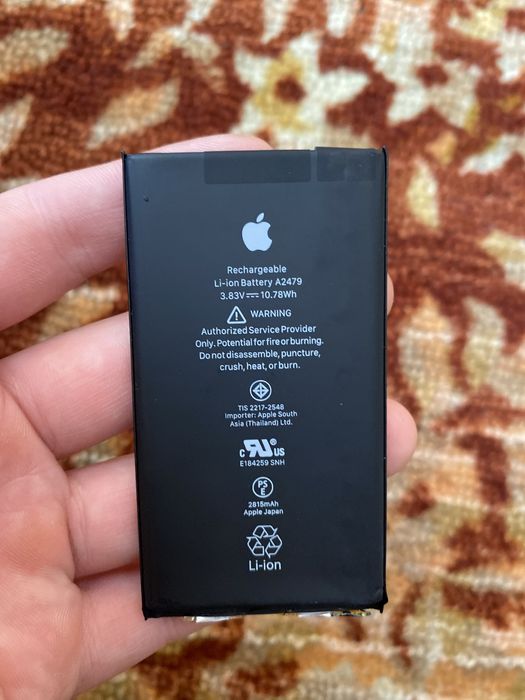 Rechargeable
Li-ion Battery A2479
3.83V⎓10.78Wh
WARNING
Authorized Service Provider
Only. Potential for fire or burning.
Do not disassemble, puncture,
crush, heat, or burn.
TIS 2217-2548
Importer: Apple South
Asia (Thailand) Ltd.
c RU us
E184259 SNH
PS
E
2815mAh
Apple Japan
Li-ion